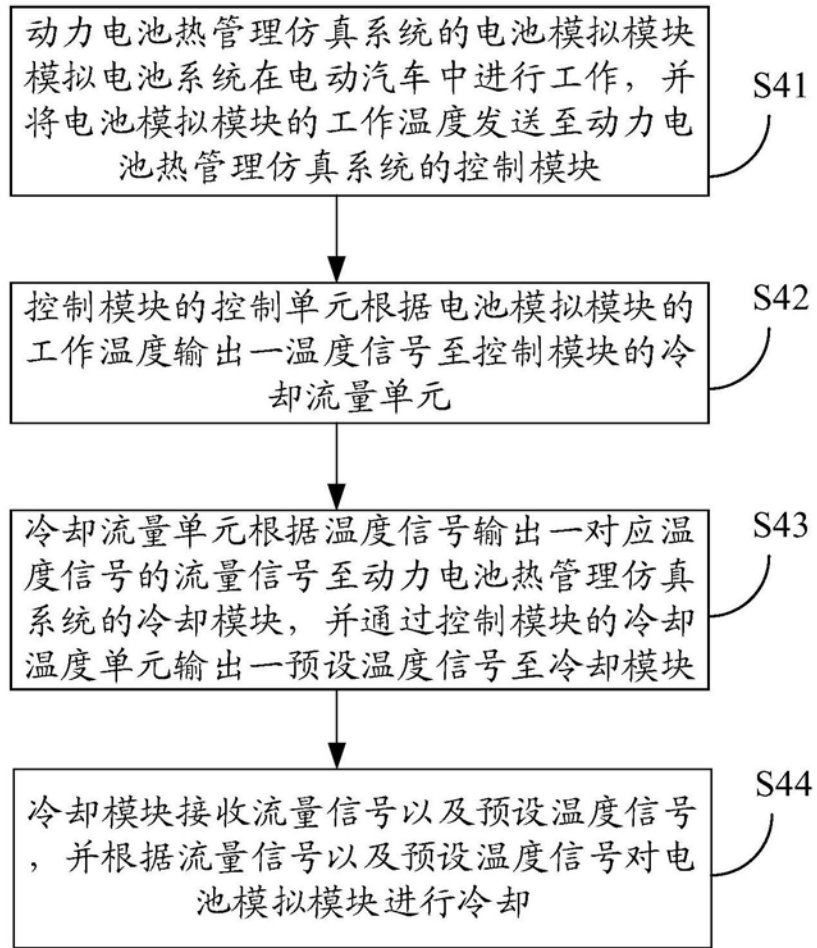 动力电池热管理仿真系统的电池模拟模块
模拟电池系统在电动汽车中进行工作，并
将电池模拟模块的工作温度发送至动力电
池热管理仿真系统的控制模块
S41
控制模块的控制单元根据电池模拟模块的
工作温度输出一温度信号至控制模块的冷
却流量单元
S42
冷却流量单元根据温度信号输出一对应温
度信号的流量信号至动力电池热管理仿真
系统的冷却模块，并通过控制模块的冷却
温度单元输出一预设温度信号至冷却模块
S43
冷却模块接收流量信号以及预设温度信号
，并根据流量信号以及预设温度信号对电
池模拟模块进行冷却
S44